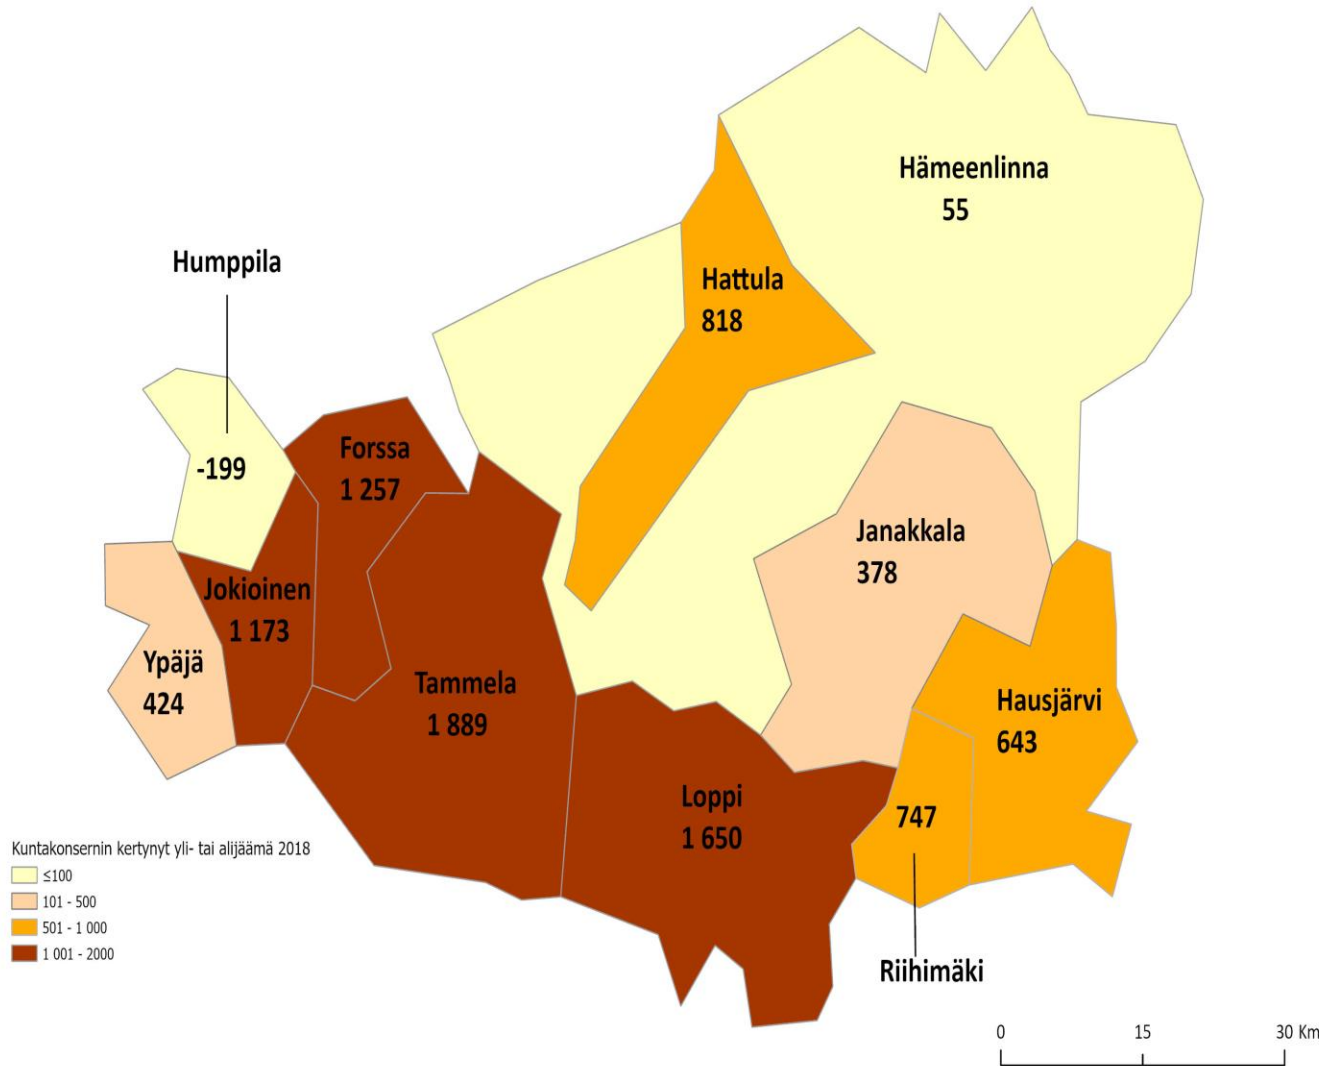 Hämeenlinna
55
Humppila
Hattula
818
-199
Forssa
1 257
Janakkala
378
Jokioinen
1 173
Ypäjä
424
Tammela
1 889
Hausjärvi
643
Loppi
1 650
747
Riihimäki
Kuntakonsernin kertynyt yli- tai alijäämä 2018
≤100
101 - 500
501 - 1 000
1 001 - 2000
0 15 30 Km